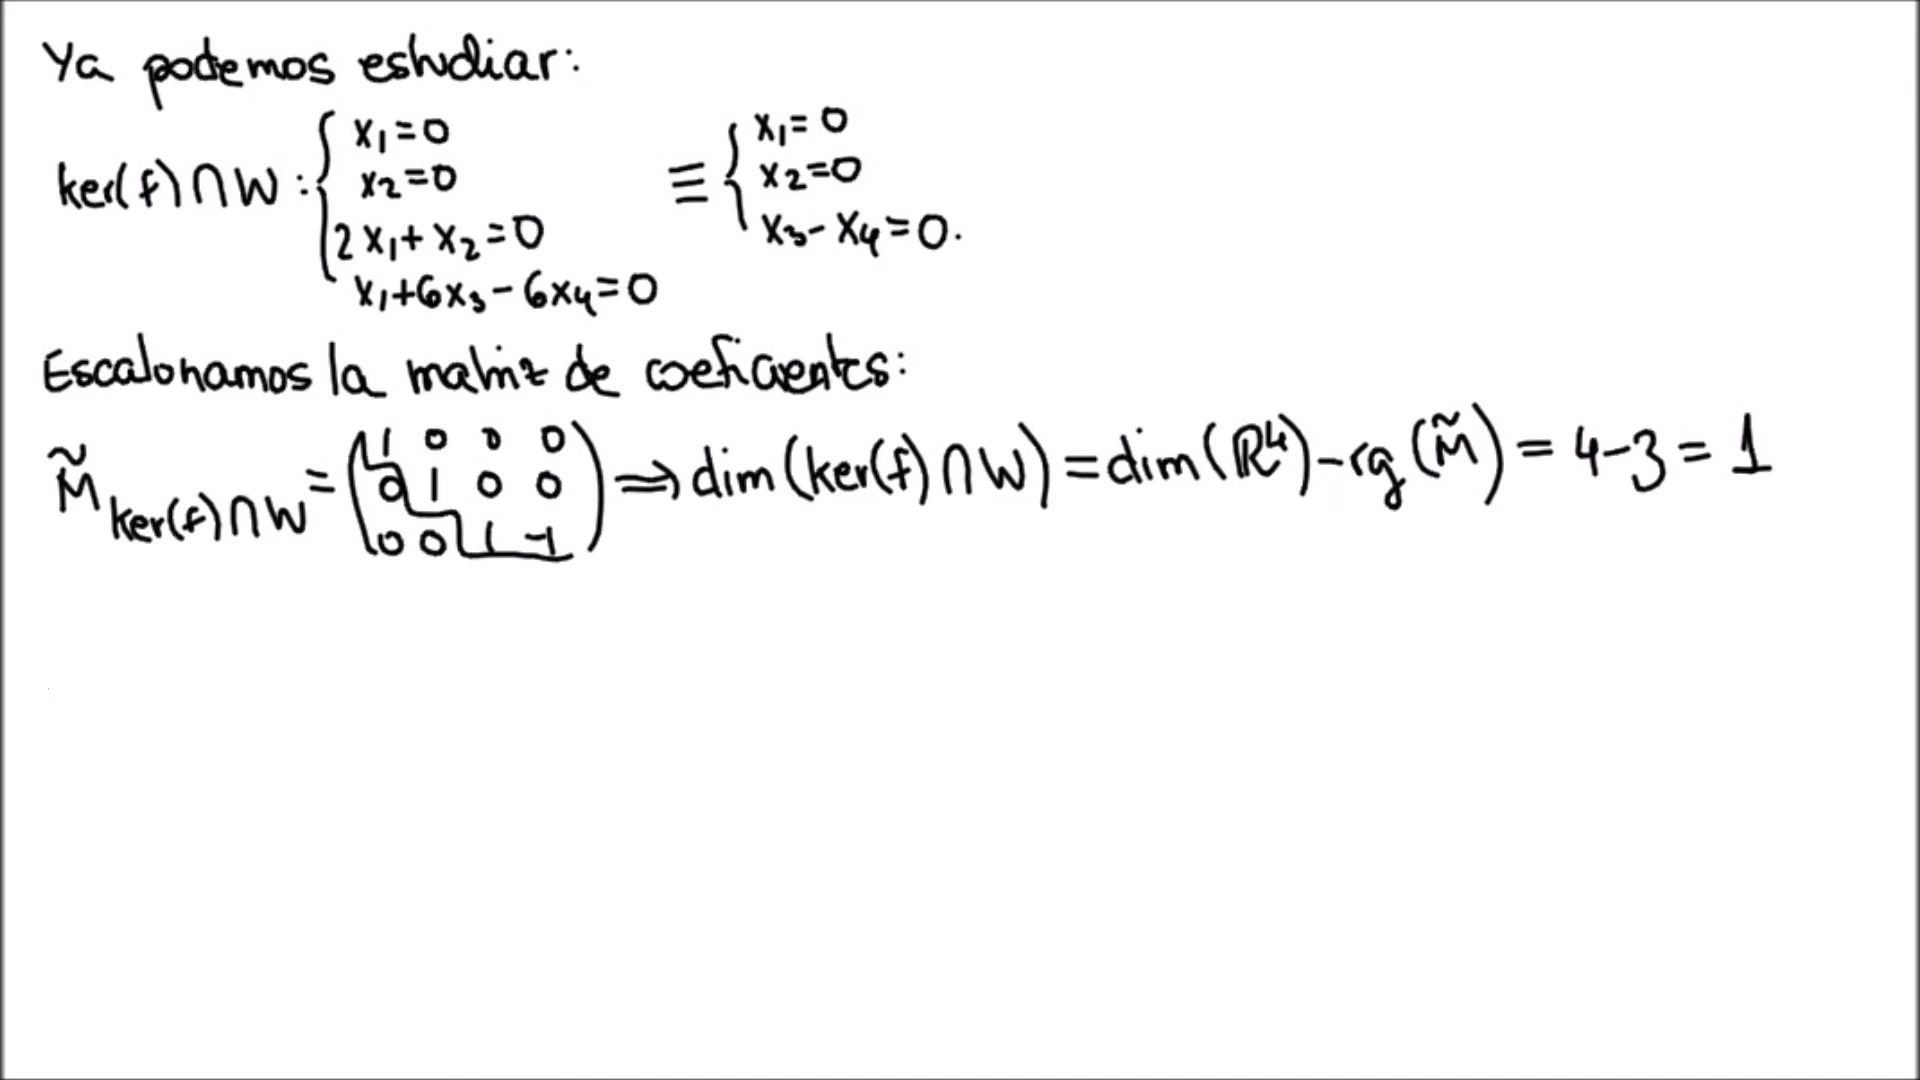 Ya podemos estudiar:
ker(f)∩W: { x₁=0 ≡ { x₁=0
x₂=0 x₂=0
2x₁+x₂=0 x₃-x₄=0.
x₁+6x₃-6x₄=0
Escalonamos la matriz de coeficientes:
M̃ ker(f)∩W = (1 0 0 0 / 0 1 0 0 / 0 0 1 -1) ⟹ dim(ker(f)∩W) = dim(ℝ⁴)-rg(M̃) = 4-3 = 1